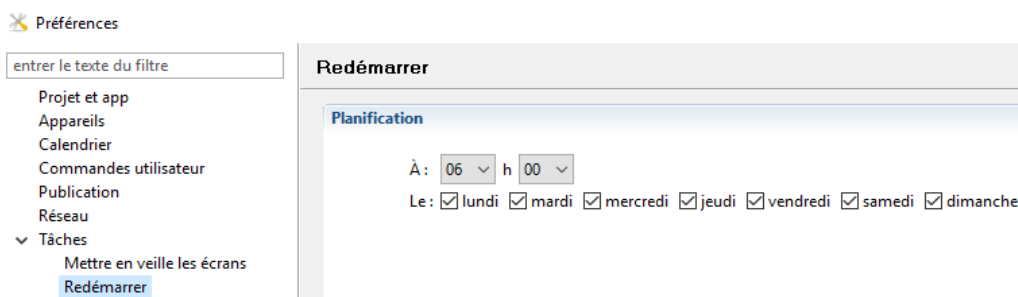 Préférences
entrer le texte du filtre
Projet et app
Appareils
Calendrier
Commandes utilisateur
Publication
Réseau
Tâches
Mettre en veille les écrans
Redémarrer
Redémarrer
Planification
À : 06 h 00
Le : lundi mardi mercredi jeudi vendredi samedi dimanche